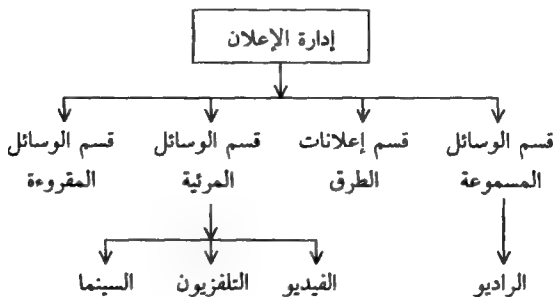 إدارة الإعلان
قسم الوسائل قسم إعلانات قسم الوسائل قسم الوسائل
المسموعة الطرق المرئية المقروءة
الراديو الفيديو التلفزيون السينما